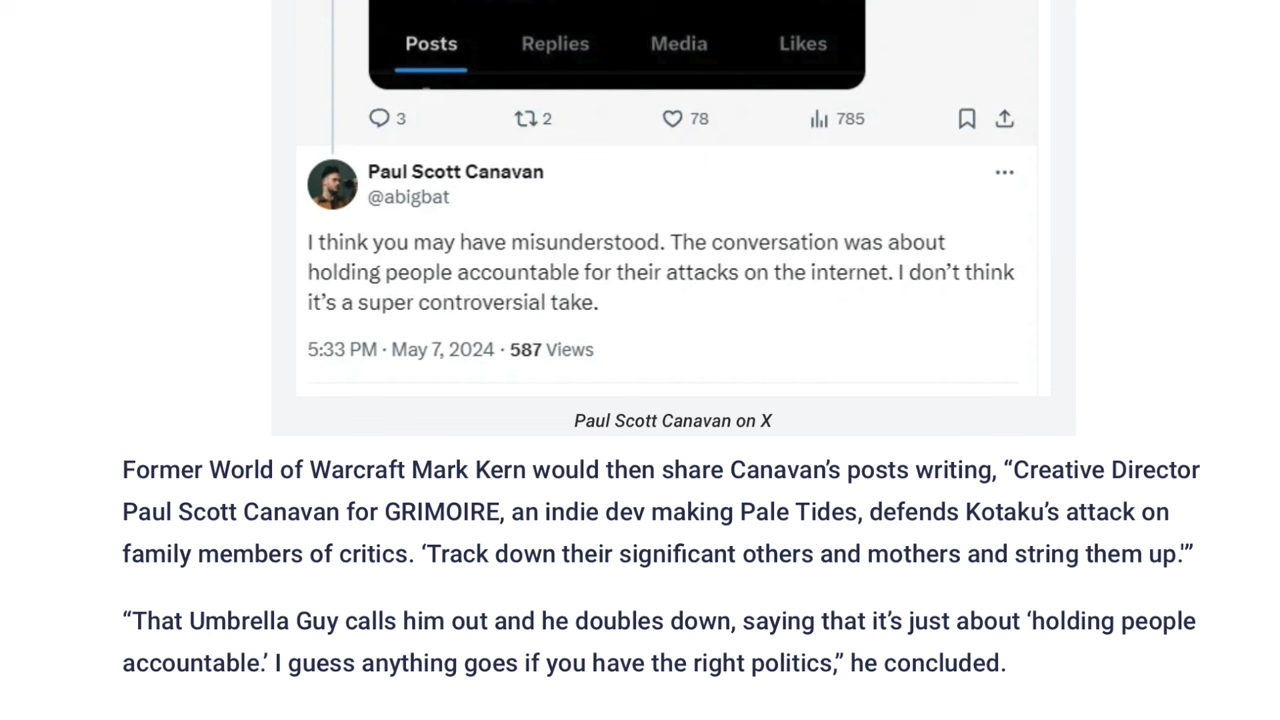 Posts Replies Media Likes
3 2 78 785
Paul Scott Canavan
@abigbat
I think you may have misunderstood. The conversation was about
holding people accountable for their attacks on the internet. I don’t think
it’s a super controversial take.
5:33 PM · May 7, 2024 · 587 Views
Paul Scott Canavan on X
Former World of Warcraft Mark Kern would then share Canavan’s posts writing, “Creative Director
Paul Scott Canavan for GRIMOIRE, an indie dev making Pale Tides, defends Kotaku’s attack on
family members of critics. ‘Track down their significant others and mothers and string them up.'”
“That Umbrella Guy calls him out and he doubles down, saying that it’s just about ‘holding people
accountable.’ I guess anything goes if you have the right politics,” he concluded.